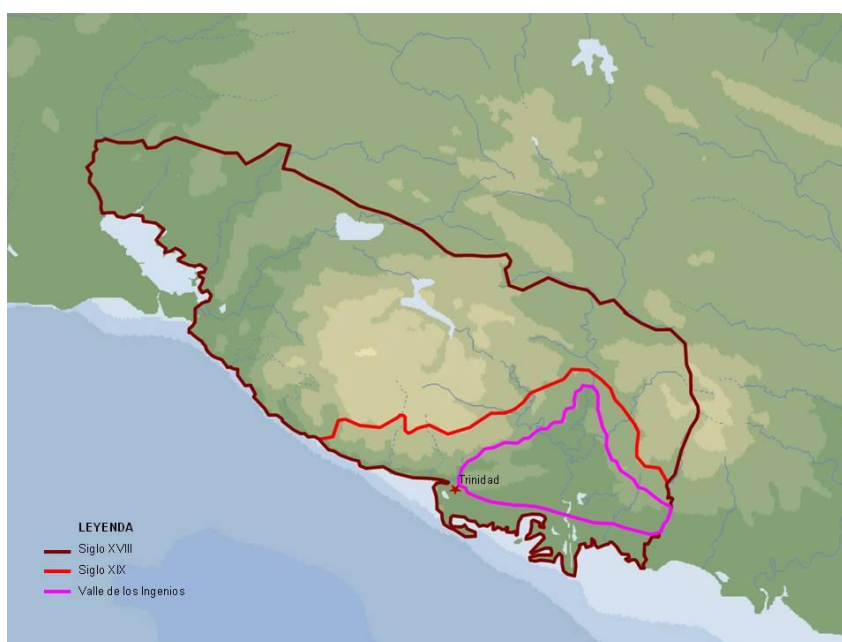 Trinidad
LEYENDA
Siglo XVIII
Siglo XIX
Valle de los Ingenios